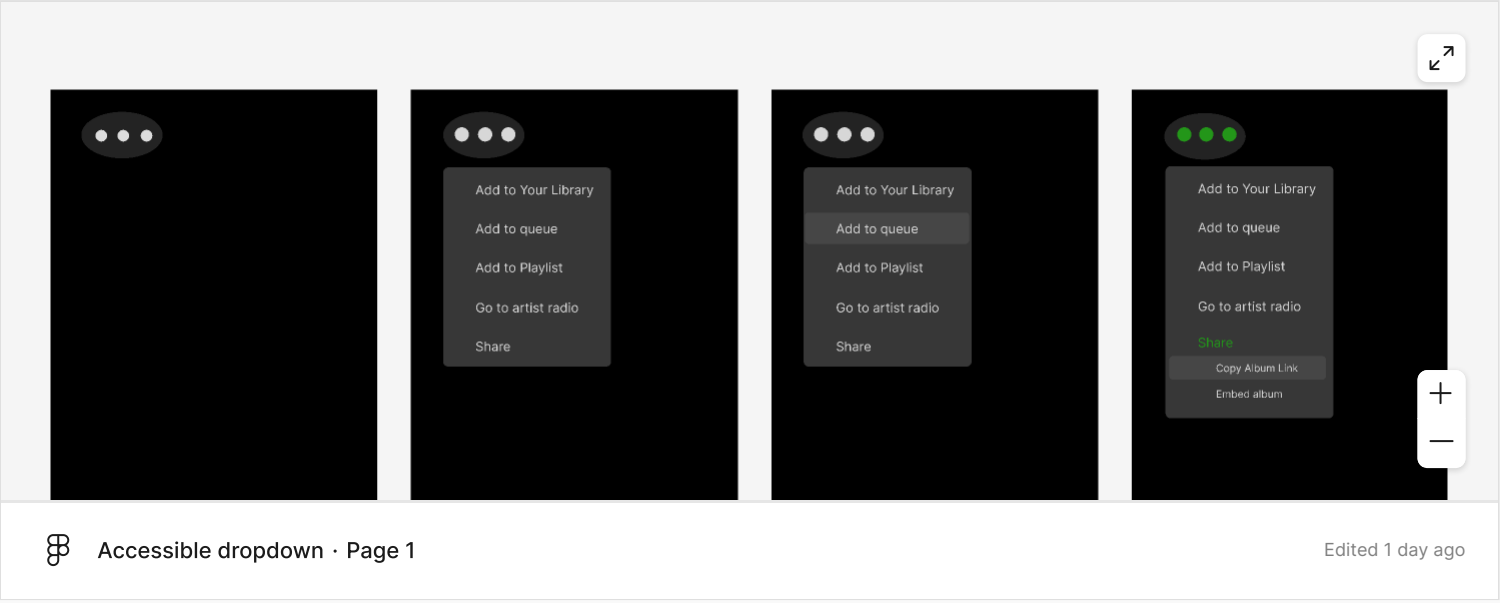 Add to Your Library
Add to queue
Add to Playlist
Go to artist radio
Share
Add to Your Library
Add to queue
Add to Playlist
Go to artist radio
Share
Add to Your Library
Add to queue
Add to Playlist
Go to artist radio
Share
Copy Album Link
Embed album
Accessible dropdown · Page 1
Edited 1 day ago